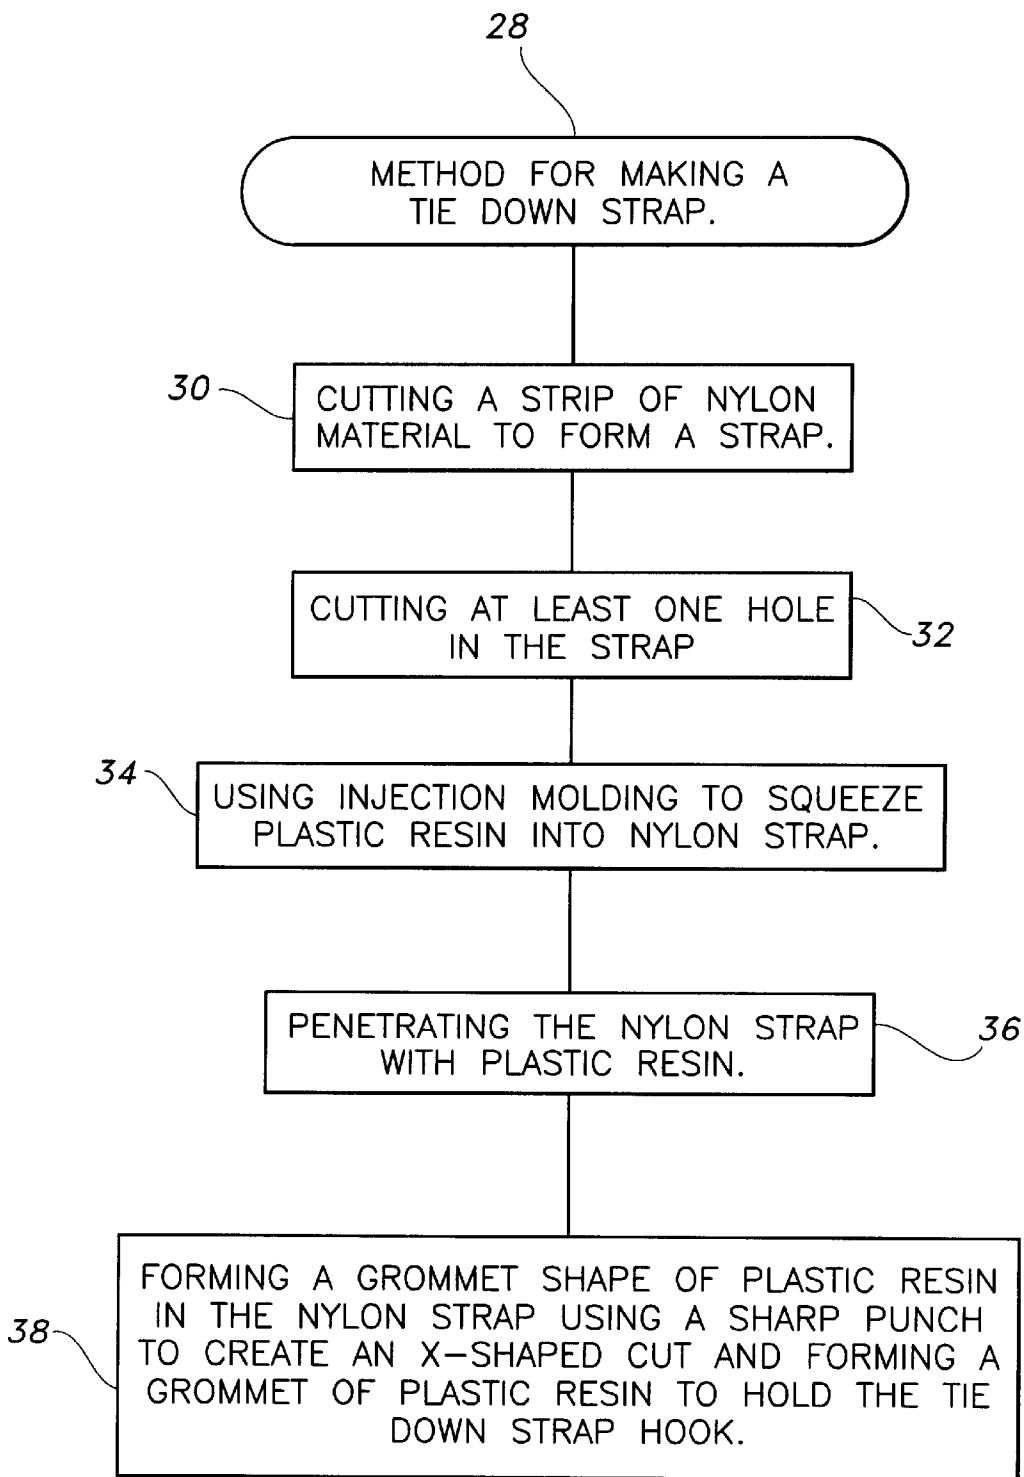 28
METHOD FOR MAKING A
TIE DOWN STRAP.
30
CUTTING A STRIP OF NYLON
MATERIAL TO FORM A STRAP.
CUTTING AT LEAST ONE HOLE
IN THE STRAP
32
34
USING INJECTION MOLDING TO SQUEEZE
PLASTIC RESIN INTO NYLON STRAP.
PENETRATING THE NYLON STRAP
WITH PLASTIC RESIN.
36
38
FORMING A GROMMET SHAPE OF PLASTIC RESIN
IN THE NYLON STRAP USING A SHARP PUNCH
TO CREATE AN X-SHAPED CUT AND FORMING A
GROMMET OF PLASTIC RESIN TO HOLD THE TIE
DOWN STRAP HOOK.